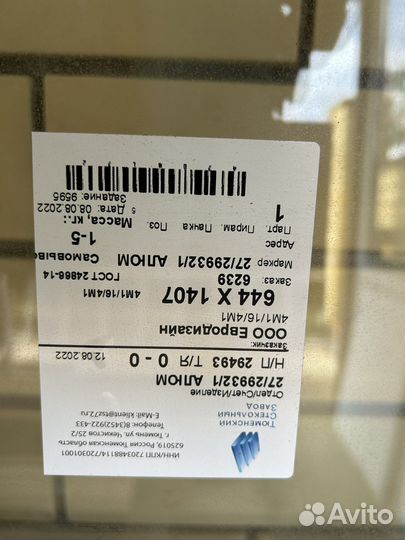 ТЮМЕНСКИЙ
СТЕКОЛЬНЫЙ
ЗАВОД
ИНН/КПП 7203488114/720301001
625019, Россия Тюменская область
г. Тюмень ул. Чекистов 25/2
Телефон: 8(3452)922-433
E-Mail: klient@tsz72.ru
Отдел/Счет/Изделие
27/29932/1 АЛЮМ
Н/П 29493 Т/Я 0 - 0 12.08.2022
Заказчик:
ООО Евродизайн
4М1/16/4М1
644 X 1407 4М1/16/4М1
Заказ: 6239 ГОСТ 24866-14
Маркер 27/29932/1 АЛЮМ Самовыво
Адрес 1-5
Парт. Пирам. Пачка Поз. Масса, кг.:
1 5 Дата: 08.08.2022
Задание: 9595
Avito